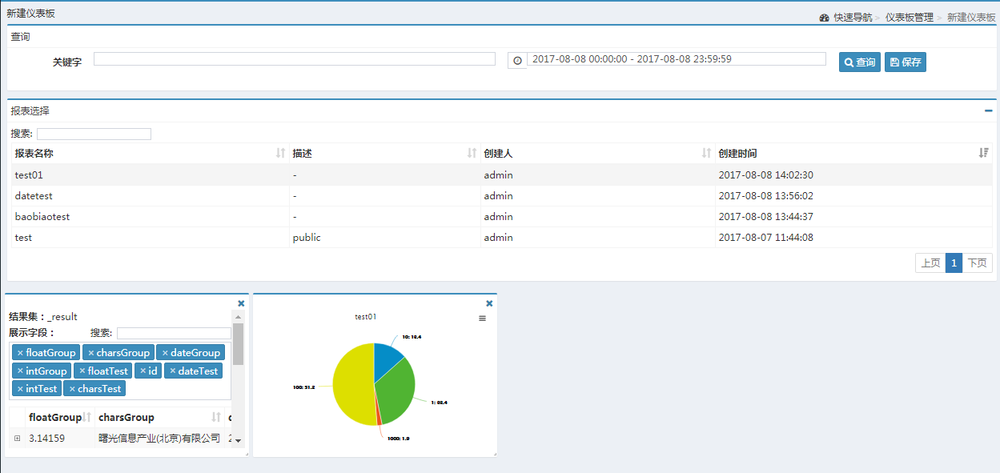 新建仪表板
快速导航 > 仪表板管理 > 新建仪表板
查询
关键字 2017-08-08 00:00:00 - 2017-08-08 23:59:59 查询 保存
报表选择
搜索:
报表名称 描述 创建人 创建时间
test01 - admin 2017-08-08 14:02:30
datetest - admin 2017-08-08 13:56:02
baobiaotest - admin 2017-08-08 13:44:37
test public admin 2017-08-07 11:44:08
上页 1 下页
结果集：_result
展示字段： 搜索:
× floatGroup × charsGroup × dateGroup
× intGroup × floatTest × id × dateTest
× intTest × charsTest
floatGroup charsGroup
3.14159 曙光信息产业(北京)有限公司
test01
10: 13.4
100: 51.2
1000: 1.9